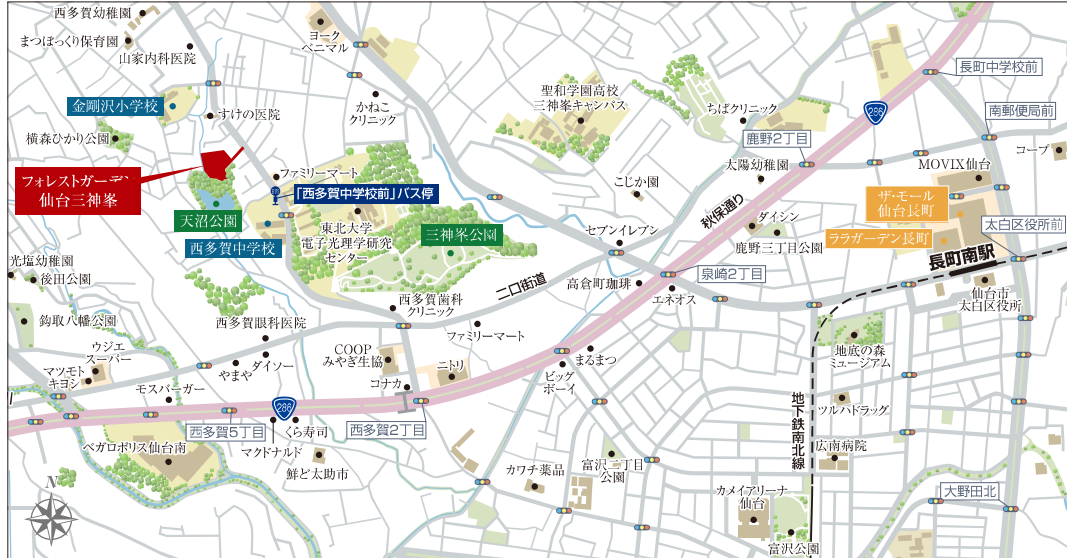 西多賀幼稚園
まつぼっくり保育園
山家内科医院
ヨーク
ベニマル
金剛沢小学校
すけの医院
かねこ
クリニック
横森ひかり公園
聖和学園高校
三神峯キャンパス
ちばクリニック
286
長町中学校前
南郵便局前
鹿野2丁目
コープ
MOVIX仙台
太陽幼稚園
フォレストガーデン
仙台三神峯
ファミリーマート
「西多賀中学校前」バス停
こじか園
秋保通り
ザ・モール
仙台長町
天沼公園
西多賀中学校
東北大学
電子光理学研究
センター
三神峯公園
セブンイレブン
ダイシン
鹿野三丁目公園
ララガーデン長町
太白区役所前
長町南駅
光塩幼稚園
後田公園
二口街道
高倉町珈琲
泉崎2丁目
エネオス
仙台市
太白区役所
鈎取八幡公園
西多賀眼科医院
西多賀歯科
クリニック
ファミリーマート
ウジエ
スーパー
マツモト
キヨシ
やまや
ダイソー
COOP
みやぎ生協
コナカ
ニトリ
まるまつ
ビッグ
ボーイ
地底の森
ミュージアム
モスバーガー
286
西多賀5丁目
くら寿司
マクドナルド
西多賀2丁目
ツルハドラッグ
地下鉄南北線
広南病院
ベガロポリス仙台南
鮮ど太助市
カワチ薬品
富沢二丁目
公園
カメイアリーナ
仙台
大野田北
富沢公園
N